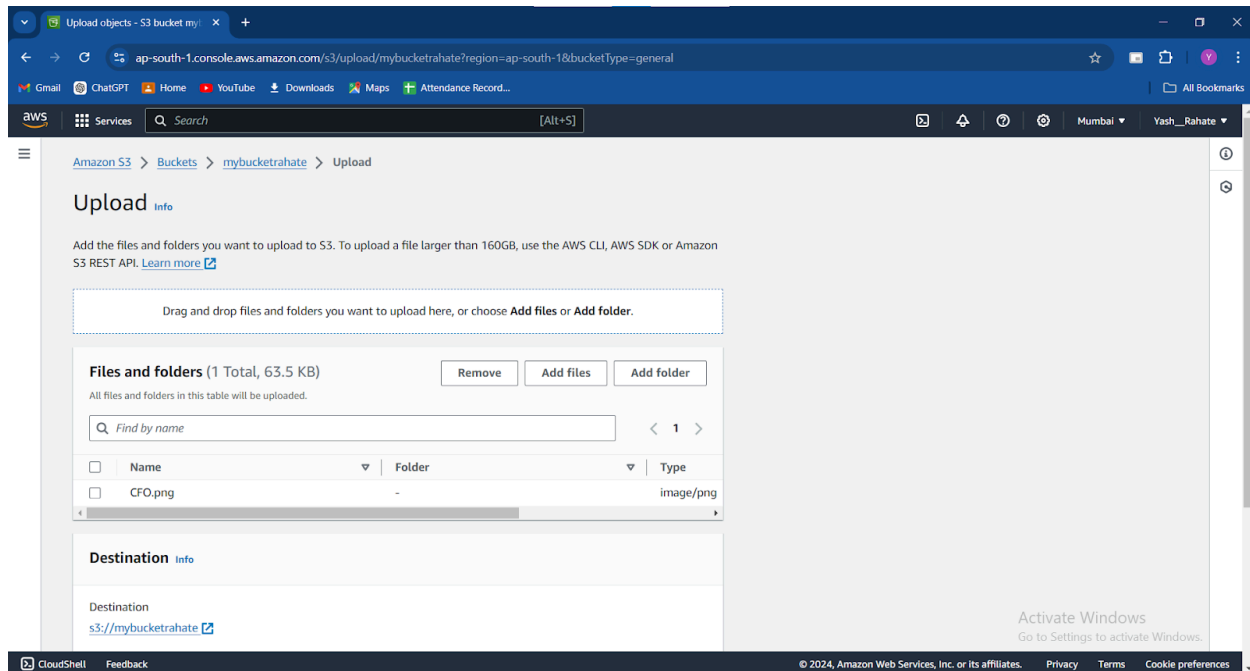 Upload objects - S3 bucket my
ap-south-1.console.aws.amazon.com/s3/upload/mybucketrahate?region=ap-south-1&bucketType=general
Gmail ChatGPT Home YouTube Downloads Maps Attendance Record... All Bookmarks
aws Services Search [Alt+S] Mumbai Yash__Rahate
Amazon S3 Buckets mybucketrahate Upload
Upload Info
Add the files and folders you want to upload to S3. To upload a file larger than 160GB, use the AWS CLI, AWS SDK or Amazon
S3 REST API. Learn more
Drag and drop files and folders you want to upload here, or choose Add files or Add folder.
Files and folders (1 Total, 63.5 KB) Remove Add files Add folder
All files and folders in this table will be uploaded.
Find by name 1
Name Folder Type
CFO.png - image/png
Destination Info
Destination
s3://mybucketrahate
Activate Windows
Go to Settings to activate Windows.
CloudShell Feedback © 2024, Amazon Web Services, Inc. or its affiliates. Privacy Terms Cookie preferences